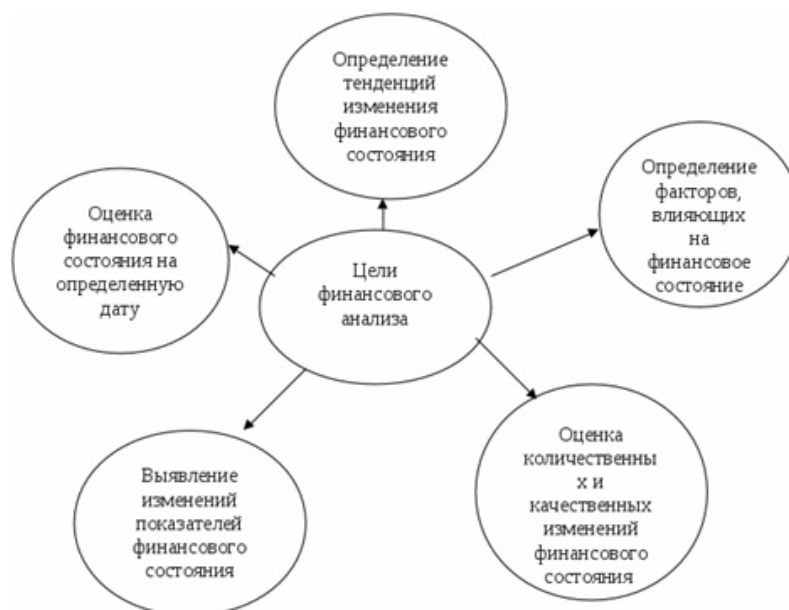 Определение
тенденций
изменения
финансового
состояния
Определение
факторов,
влияющих
на
финансовое
состояние
Оценка
финансового
состояния на
определенную
дату
Цели
финансового
анализа
Выявление
изменений
показателей
финансового
состояния
Оценка
количественны
х и
качественных
изменений
финансового
состояния